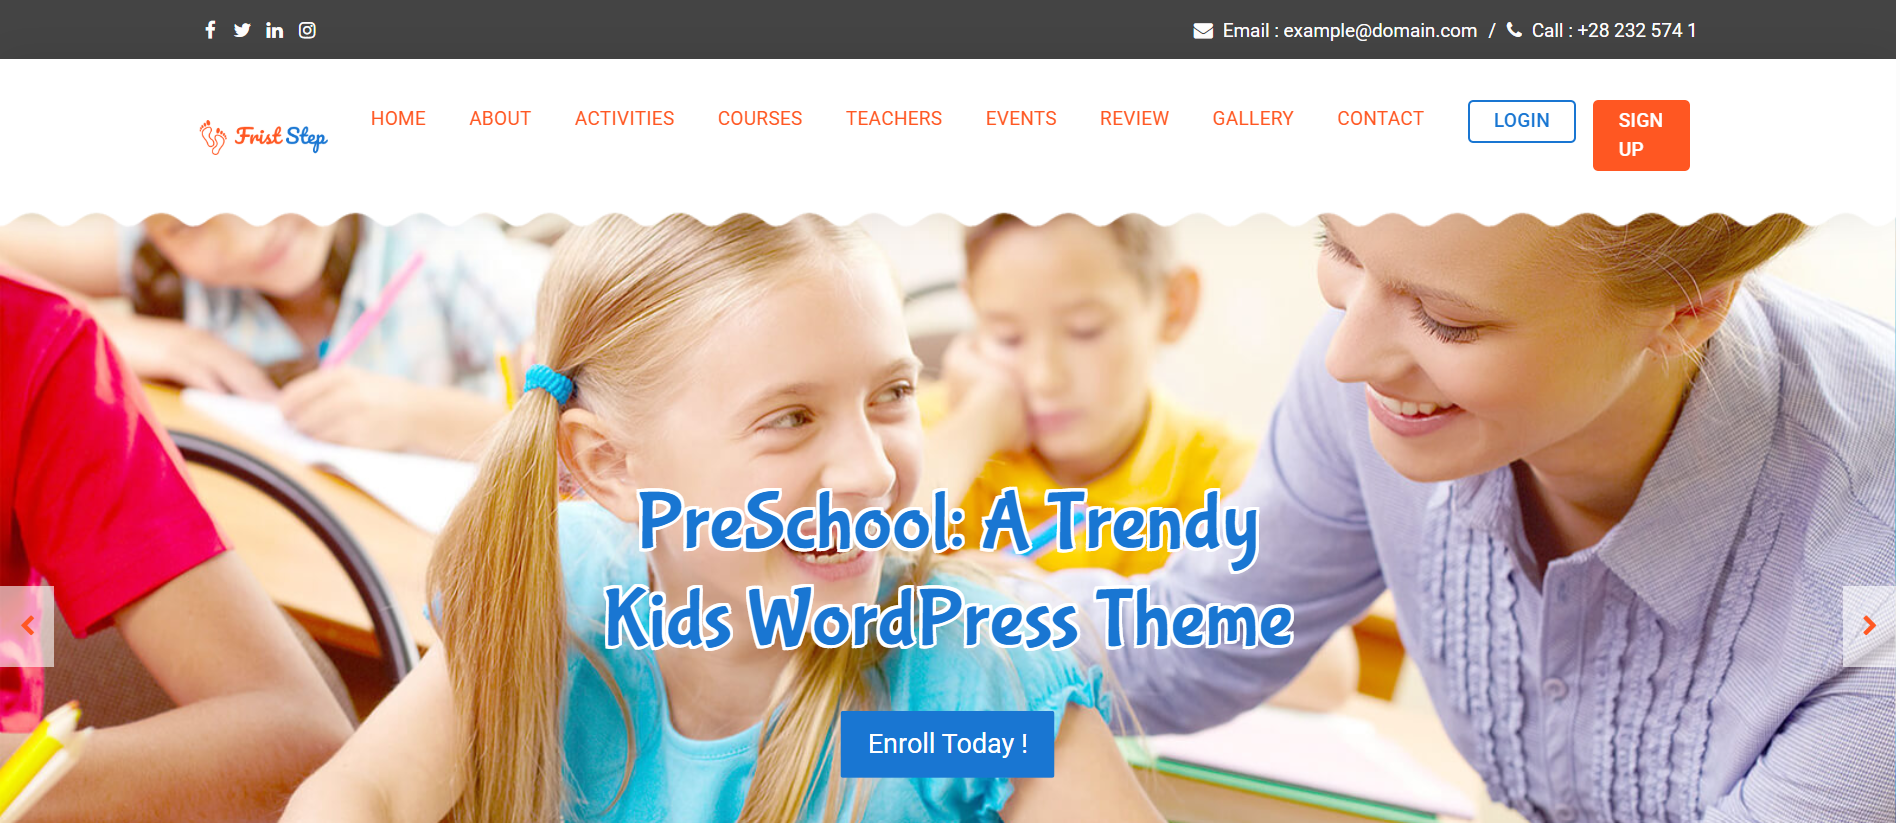 Email : example@domain.com / Call : +28 232 574 1
Frist Step
HOME ABOUT ACTIVITIES COURSES TEACHERS EVENTS REVIEW GALLERY CONTACT LOGIN SIGN
UP
PreSchool: A Trendy
Kids WordPress Theme
Enroll Today !